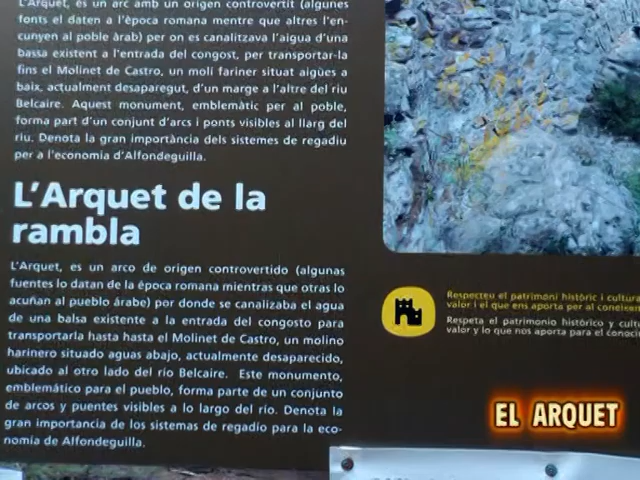 L'Arquet, és un arc amb un origen controvertit (algunes
fonts el daten a l'època romana mentre que altres l'en-
cunyen al poble àrab) per on es canalitzava l'aigua d'una
bassa existent a l'entrada del congost, per transportar-la
fins el Molinet de Castro, un molí fariner situat aigües a
baix, actualment desaparegut, d'un marge a l'altre del riu
Belcaire. Aquest monument, emblemàtic per al poble,
forma part d'un conjunt d'arcs i ponts visibles al llarg del
riu. Denota la gran importància dels sistemes de regadiu
per a l'economia d'Alfondeguilla.
L'Arquet de la
rambla
L'Arquet, es un arco de origen controvertido (algunas
fuentes lo datan de la época romana mientras que otras lo
acuñan al pueblo árabe) por donde se canalizaba el agua
de una balsa existente a la entrada del congosto para
transportarla hasta hasta el Molinet de Castro, un molino
harinero situado aguas abajo, actualmente desaparecido,
ubicado al otro lado del río Belcaire. Este monumento,
emblemático para el pueblo, forma parte de un conjunto
de arcos y puentes visibles a lo largo del río. Denota la
gran importancia de los sistemas de regadío para la eco-
nomía de Alfondeguilla.
Respecteu el patrimoni històric i cultura
valor i el que ens aporta per al coneixem
Respeta el patrimonio histórico y cultu
valor y lo que nos aporta para el conoci
EL ARQUET